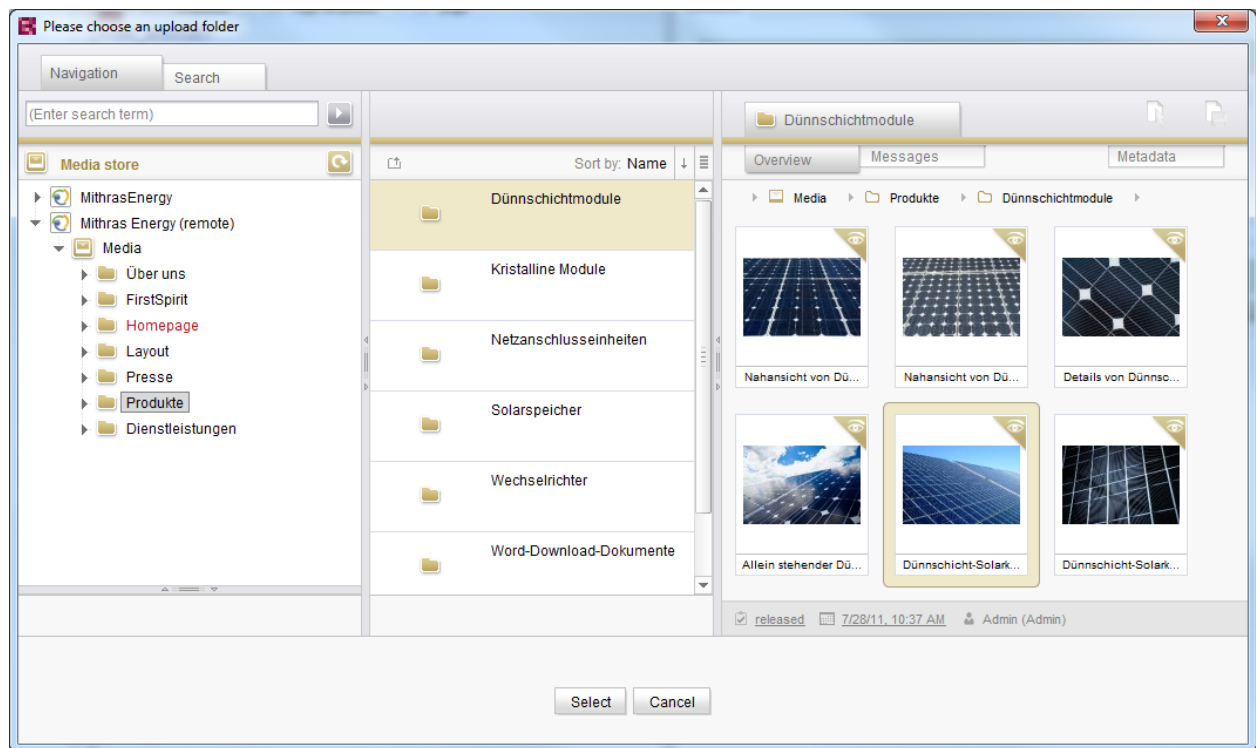 Please choose an upload folder
Navigation
Search
(Enter search term)
Media store
MithrasEnergy
Mithras Energy (remote)
Media
Über uns
FirstSpirit
Homepage
Layout
Presse
Produkte
Dienstleistungen
Sort by: Name
Dünnschichtmodule
Kristalline Module
Netzanschlusseinheiten
Solarspeicher
Wechselrichter
Word-Download-Dokumente
Dünnschichtmodule
Overview
Messages
Metadata
Media Produkte Dünnschichtmodule
Nahansicht von Dü...
Nahansicht von Dü...
Details von Dünnsc...
Allein stehender Dü...
Dünnschicht-Solark...
Dünnschicht-Solark...
released 7/28/11, 10:37 AM Admin (Admin)
Select
Cancel